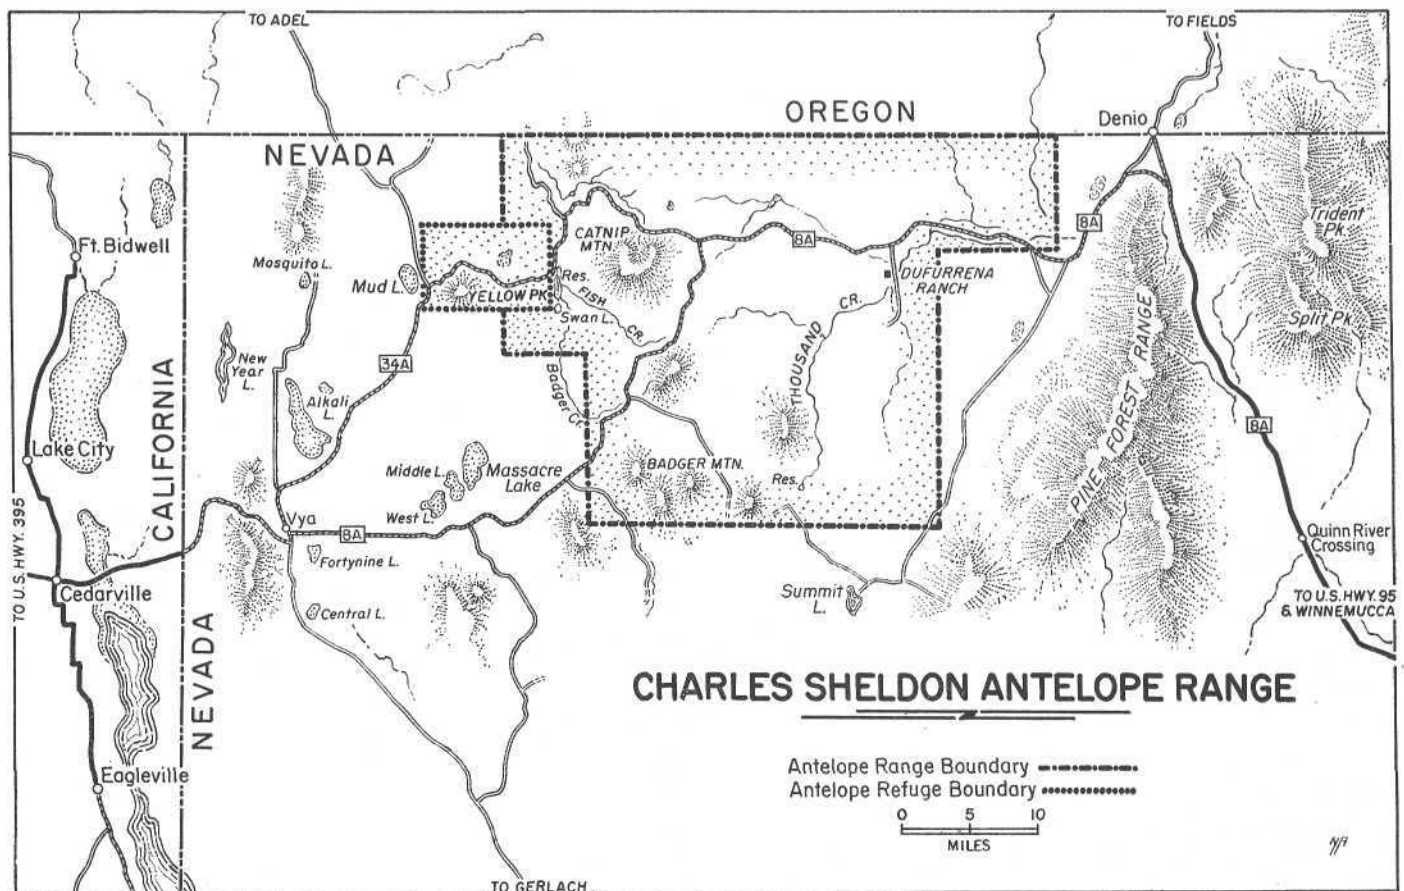 TO ADEL
TO FIELDS
OREGON
Denio
NEVADA
Ft. Bidwell
Trident
Pk.
8A
CATNIP
MTN.
8A
Mosquito L.
Mud L.
Res.
DUFURRENA
RANCH
YELLOW PK.
FISH
CR.
Swan L.
THOUSAND
CR.
Split Pk.
34A
New
Year
L.
CALIFORNIA
Alkali
L.
Badger Cr.
PINE FOREST RANGE
8A
Lake City
Middle L.
Massacre
Lake
BADGER MTN.
Res.
West L.
Vya
8A
Quinn River
Crossing
TO U.S. HWY. 395
Fortynine L.
Cedarville
Summit
L.
TO U.S. HWY. 95
& WINNEMUCCA
Central L.
NEVADA
CHARLES SHELDON ANTELOPE RANGE
Eagleville
Antelope Range Boundary
Antelope Refuge Boundary
0 5 10
MILES
TO GERLACH